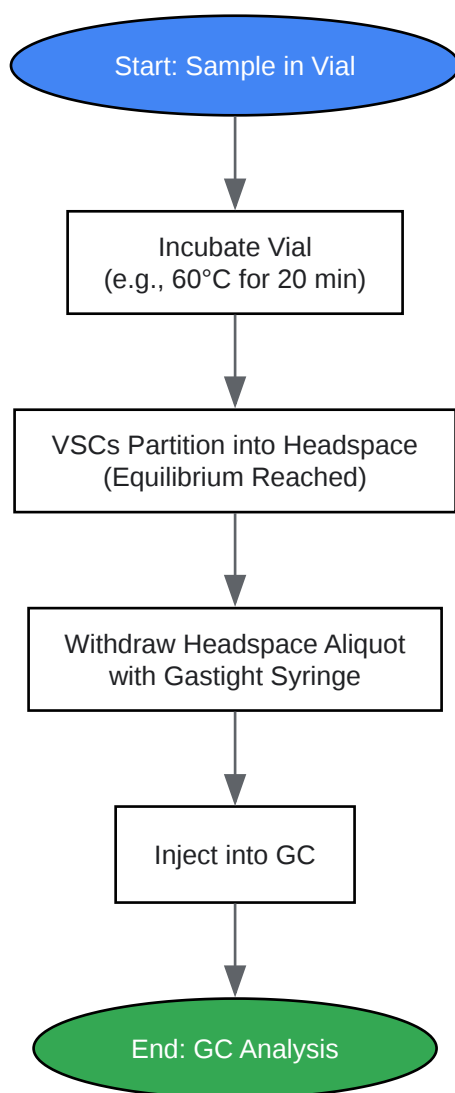 Start: Sample in Vial
Incubate Vial
(e.g., 60°C for 20 min)
VSCs Partition into Headspace
(Equilibrium Reached)
Withdraw Headspace Aliquot
with Gastight Syringe
Inject into GC
End: GC Analysis